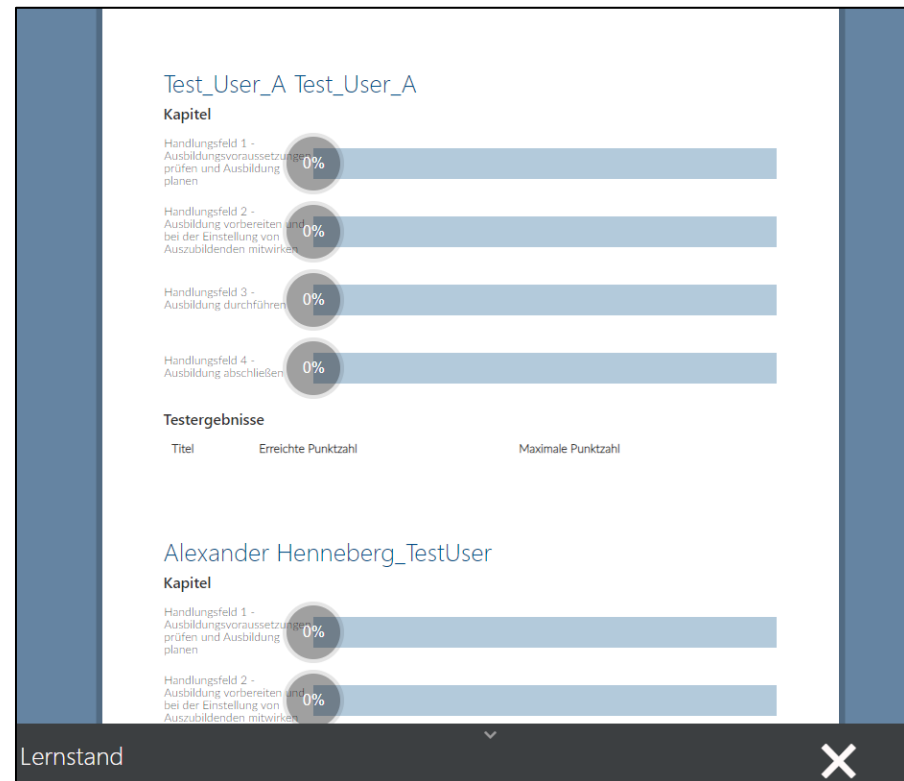 Test_User_A Test_User_A
Kapitel
Handlungsfeld 1 -
Ausbildungsvoraussetzungen
prüfen und Ausbildung
planen
0%
Handlungsfeld 2 -
Ausbildung vorbereiten und
bei der Einstellung von
Auszubildenden mitwirken
0%
Handlungsfeld 3 -
Ausbildung durchführen
0%
Handlungsfeld 4 -
Ausbildung abschließen
0%
Testergebnisse
Titel Erreichte Punktzahl Maximale Punktzahl
Alexander Henneberg_TestUser
Kapitel
Handlungsfeld 1 -
Ausbildungsvoraussetzungen
prüfen und Ausbildung
planen
0%
Handlungsfeld 2 -
Ausbildung vorbereiten und
bei der Einstellung von
Auszubildenden mitwirken
0%
Lernstand